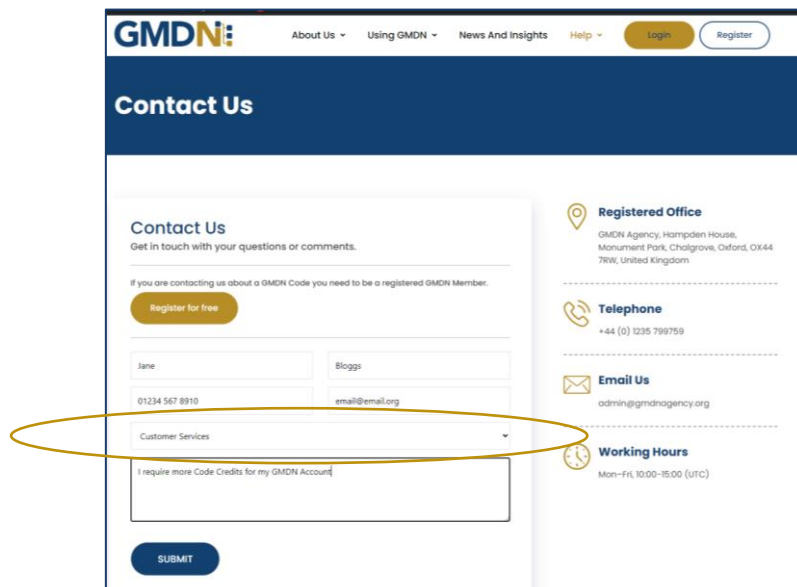 GMDN
About Us
Using GMDN
News And Insights
Help
Login
Register
Contact Us
Contact Us
Get in touch with your questions or comments.
If you are contacting us about a GMDN Code you need to be a registered GMDN Member.
Register for free
Jane
Bloggs
01234 567 8910
email@email.org
Customer Services
I require more Code Credits for my GMDN Account
SUBMIT
Registered Office
GMDN Agency, Hampden House,
Monument Park, Chalgrove, Oxford, OX44
7RW, United Kingdom
Telephone
+44 (0) 1235 799759
Email Us
admin@gmdnagency.org
Working Hours
Mon-Fri, 10:00-15:00 (UTC)